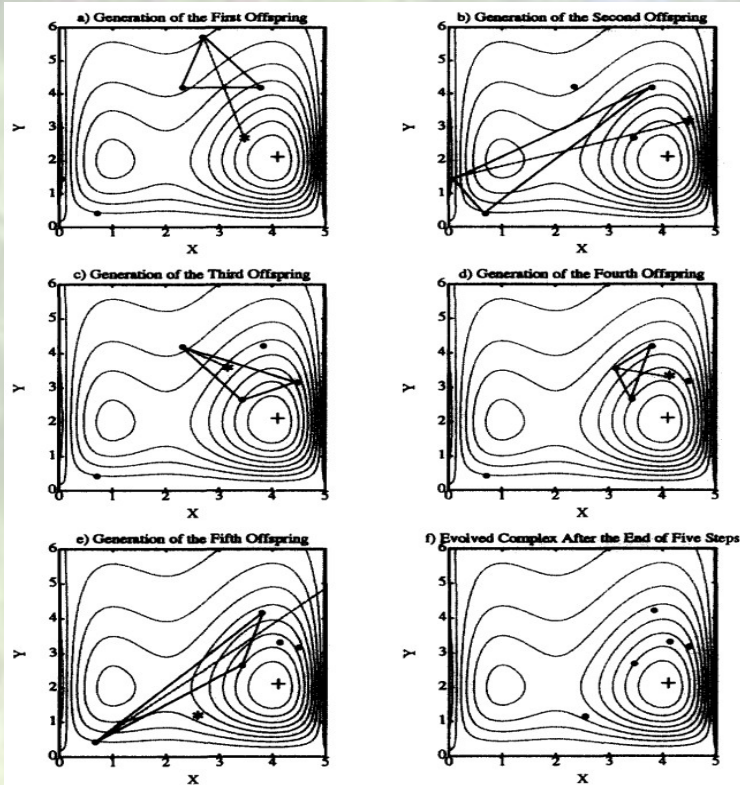 a) Generation of the First Offspring
6
5
4
3
2
1
0
Y
0 1 2 3 4 5
X
b) Generation of the Second Offspring
6
5
4
3
2
1
0
Y
0 1 2 3 4 5
X
c) Generation of the Third Offspring
6
5
4
3
2
1
0
Y
0 1 2 3 4 5
X
d) Generation of the Fourth Offspring
6
5
4
3
2
1
0
Y
0 1 2 3 4 5
X
e) Generation of the Fifth Offspring
6
5
4
3
2
1
0
Y
0 1 2 3 4 5
X
f) Evolved Complex After the End of Five Steps
6
5
4
3
2
1
0
Y
0 1 2 3 4 5
X